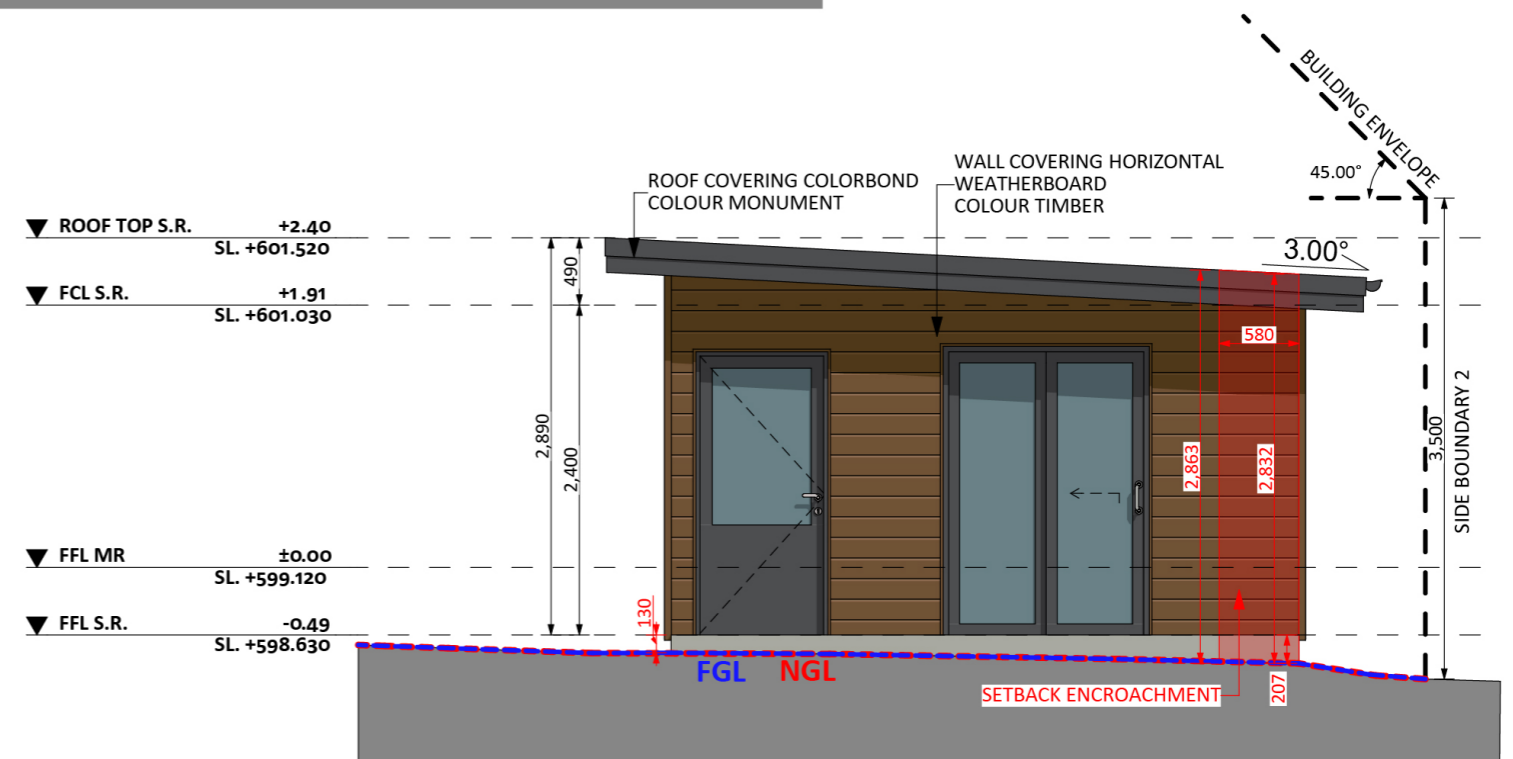 BUILDING ENVELOPE
45.00°
WALL COVERING HORIZONTAL
WEATHERBOARD
COLOUR TIMBER
ROOF COVERING COLORBOND
COLOUR MONUMENT
ROOF TOP S.R. +2.40
SL. +601.520
3.00°
490
FCL S.R. +1.91
SL. +601.030
580
2,890
2,400
2,863
2,832
3,500
SIDE BOUNDARY 2
FFL MR ±0.00
SL. +599.120
130
FFL S.R. -0.49
SL. +598.630
FGL NGL
SETBACK ENCROACHMENT
207